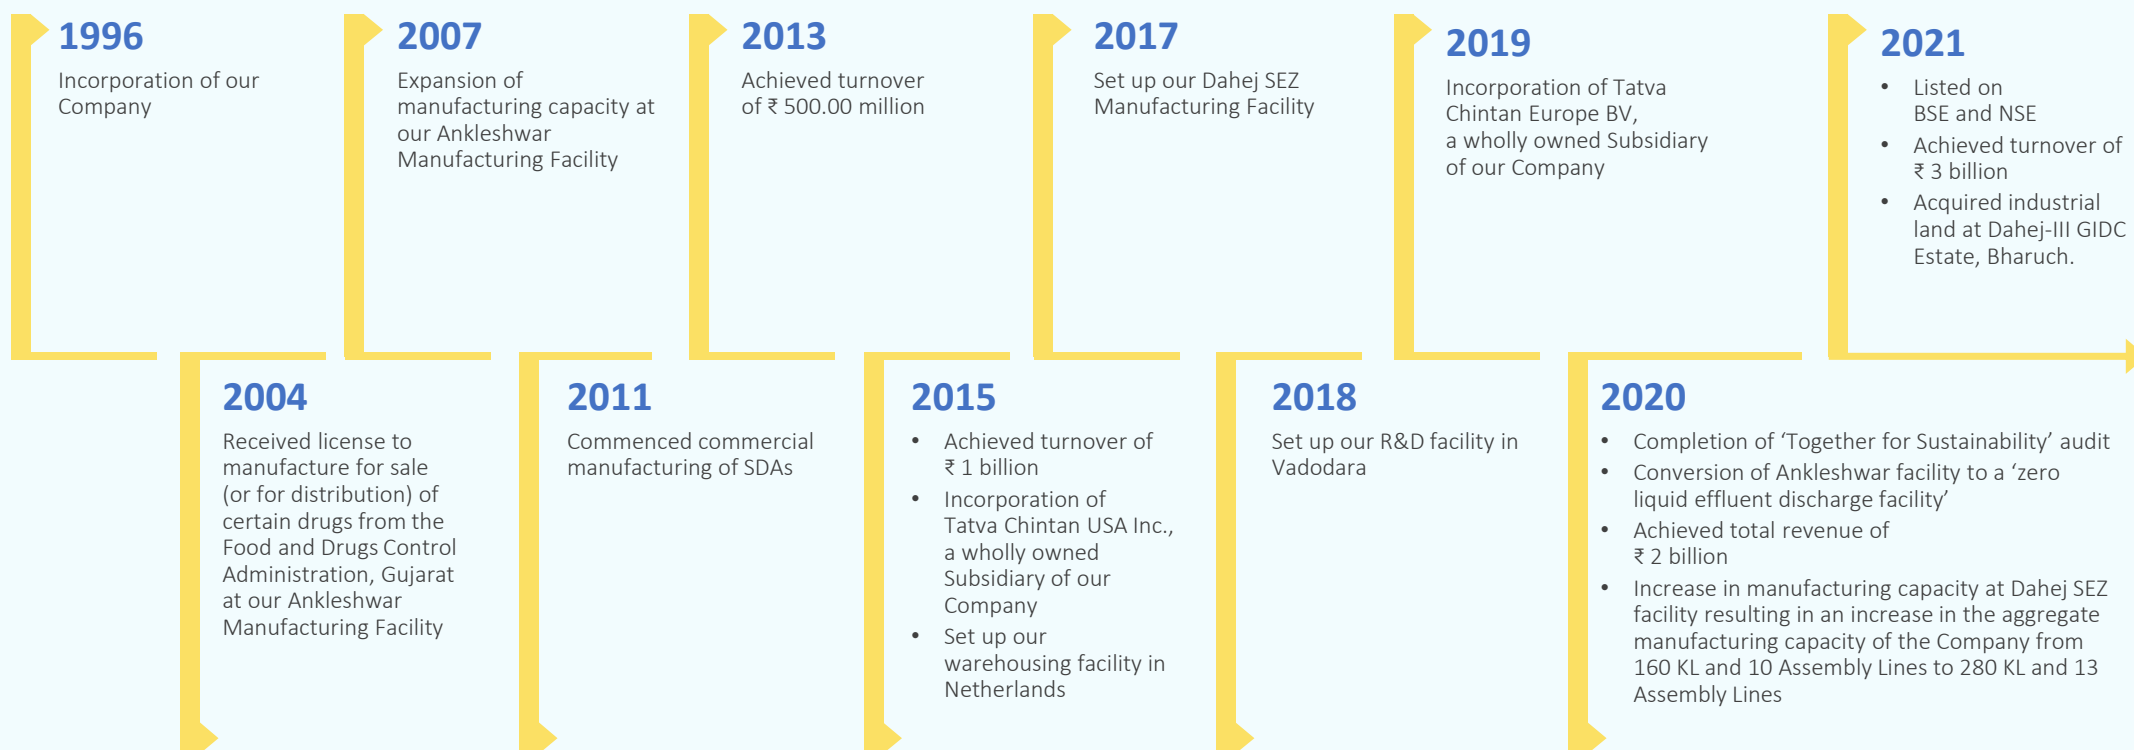 1996
Incorporation of our
Company
2004
Received license to
manufacture for sale
(or for distribution) of
certain drugs from the
Food and Drugs Control
Administration, Gujarat
at our Ankleshwar
Manufacturing Facility
2007
Expansion of
manufacturing capacity at
our Ankleshwar
Manufacturing Facility
2011
Commenced commercial
manufacturing of SDAs
2013
Achieved turnover
of ₹ 500.00 million
2015
• Achieved turnover of
₹ 1 billion
• Incorporation of
Tatva Chintan USA Inc.,
a wholly owned
Subsidiary of our
Company
• Set up our
warehousing facility in
Netherlands
2017
Set up our Dahej SEZ
Manufacturing Facility
2018
Set up our R&D facility in
Vadodara
2019
Incorporation of Tatva
Chintan Europe BV,
a wholly owned Subsidiary
of our Company
2020
• Completion of ‘Together for Sustainability’ audit
• Conversion of Ankleshwar facility to a ‘zero
liquid effluent discharge facility’
• Achieved total revenue of
₹ 2 billion
• Increase in manufacturing capacity at Dahej SEZ
facility resulting in an increase in the aggregate
manufacturing capacity of the Company from
160 KL and 10 Assembly Lines to 280 KL and 13
Assembly Lines
2021
• Listed on
BSE and NSE
• Achieved turnover of
₹ 3 billion
• Acquired industrial
land at Dahej-III GIDC
Estate, Bharuch.